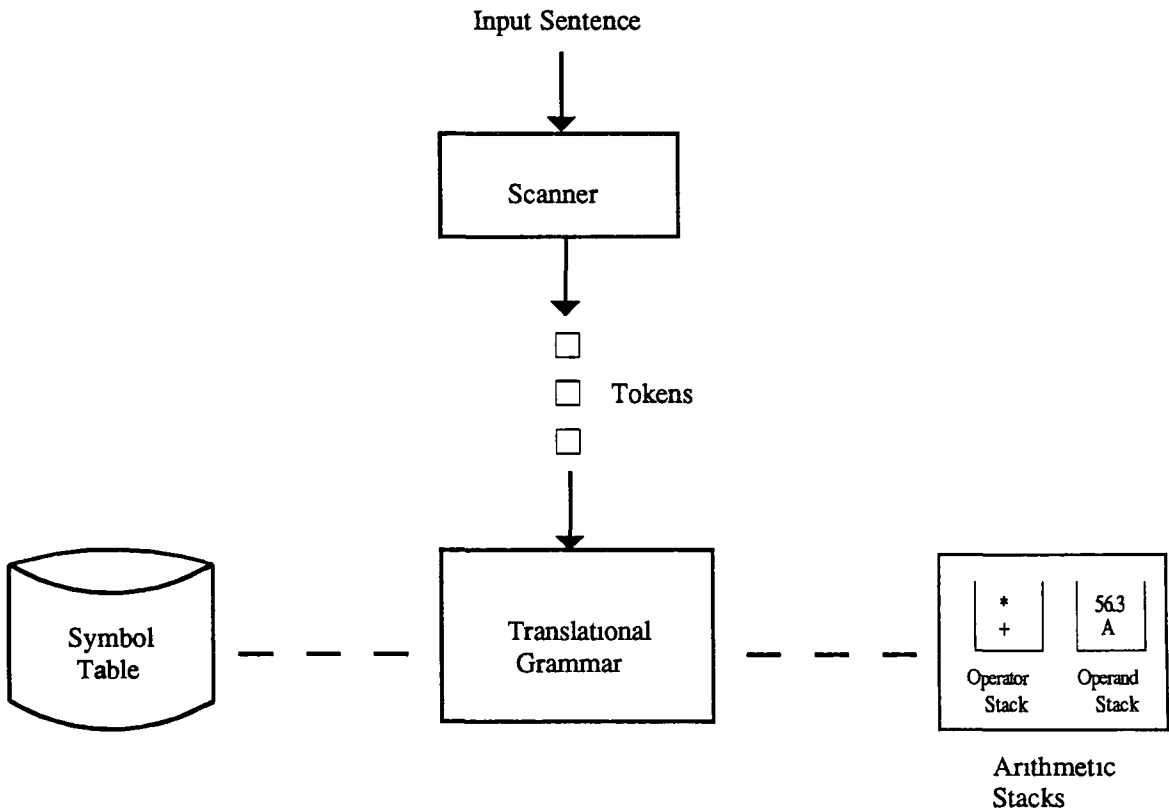 Input Sentence
Scanner
Tokens
Symbol
Table
Translational
Grammar
*
+
56.3
A
Operator
Stack
Operand
Stack
Arithmetic
Stacks